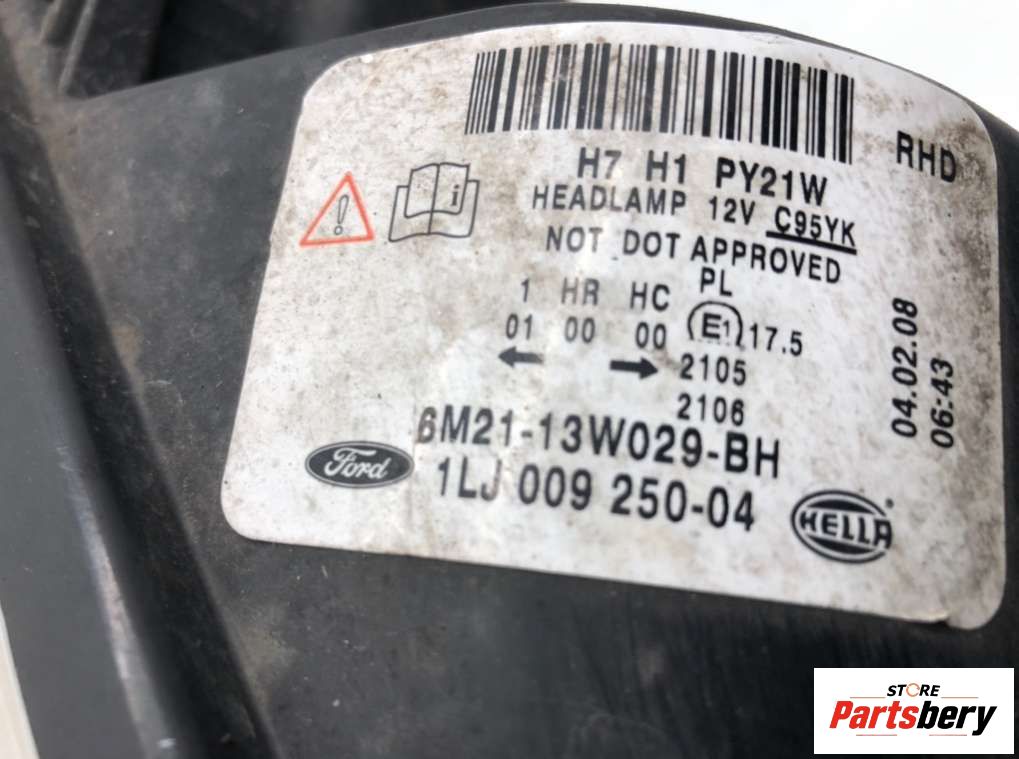 RHD
H7 H1 PY21W
HEADLAMP 12V C95YK
NOT DOT APPROVED
1 HR HC PL
01 00 00 E1 17.5
2105
2106
6M21-13W029-BH
Ford
1LJ 009 250-04
HELLA
04.02.08
06:43
STORE
Partsbery